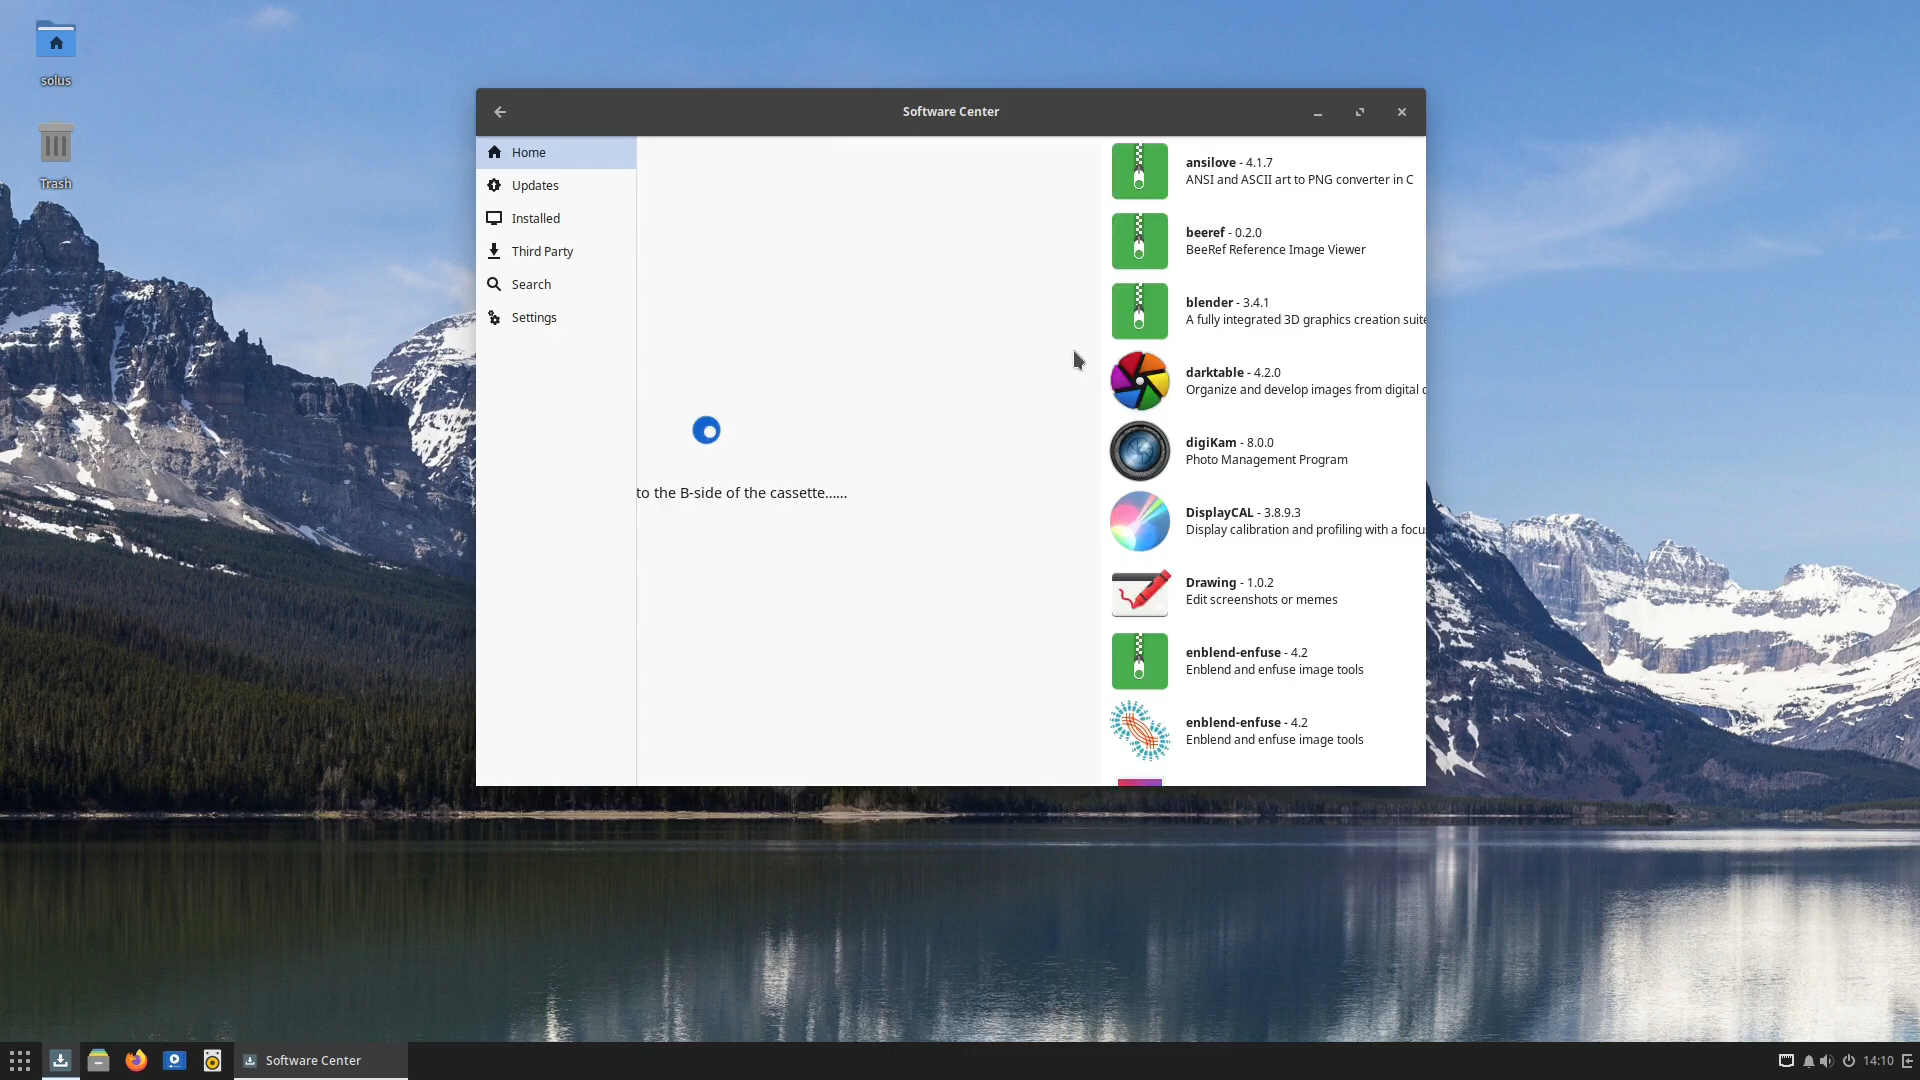 solus
Trash
Software Center
Home
Updates
Installed
Third Party
Search
Settings
to the B-side of the cassette......
ansilove - 4.1.7
ANSI and ASCII art to PNG converter in C
beeref - 0.2.0
BeeRef Reference Image Viewer
blender - 3.4.1
A fully integrated 3D graphics creation suite
darktable - 4.2.0
Organize and develop images from digital
digiKam - 8.0.0
Photo Management Program
DisplayCAL - 3.8.9.3
Display calibration and profiling with a focu
Drawing - 1.0.2
Edit screenshots or memes
enblend-enfuse - 4.2
Enblend and enfuse image tools
enblend-enfuse - 4.2
Enblend and enfuse image tools
Software Center
14:10